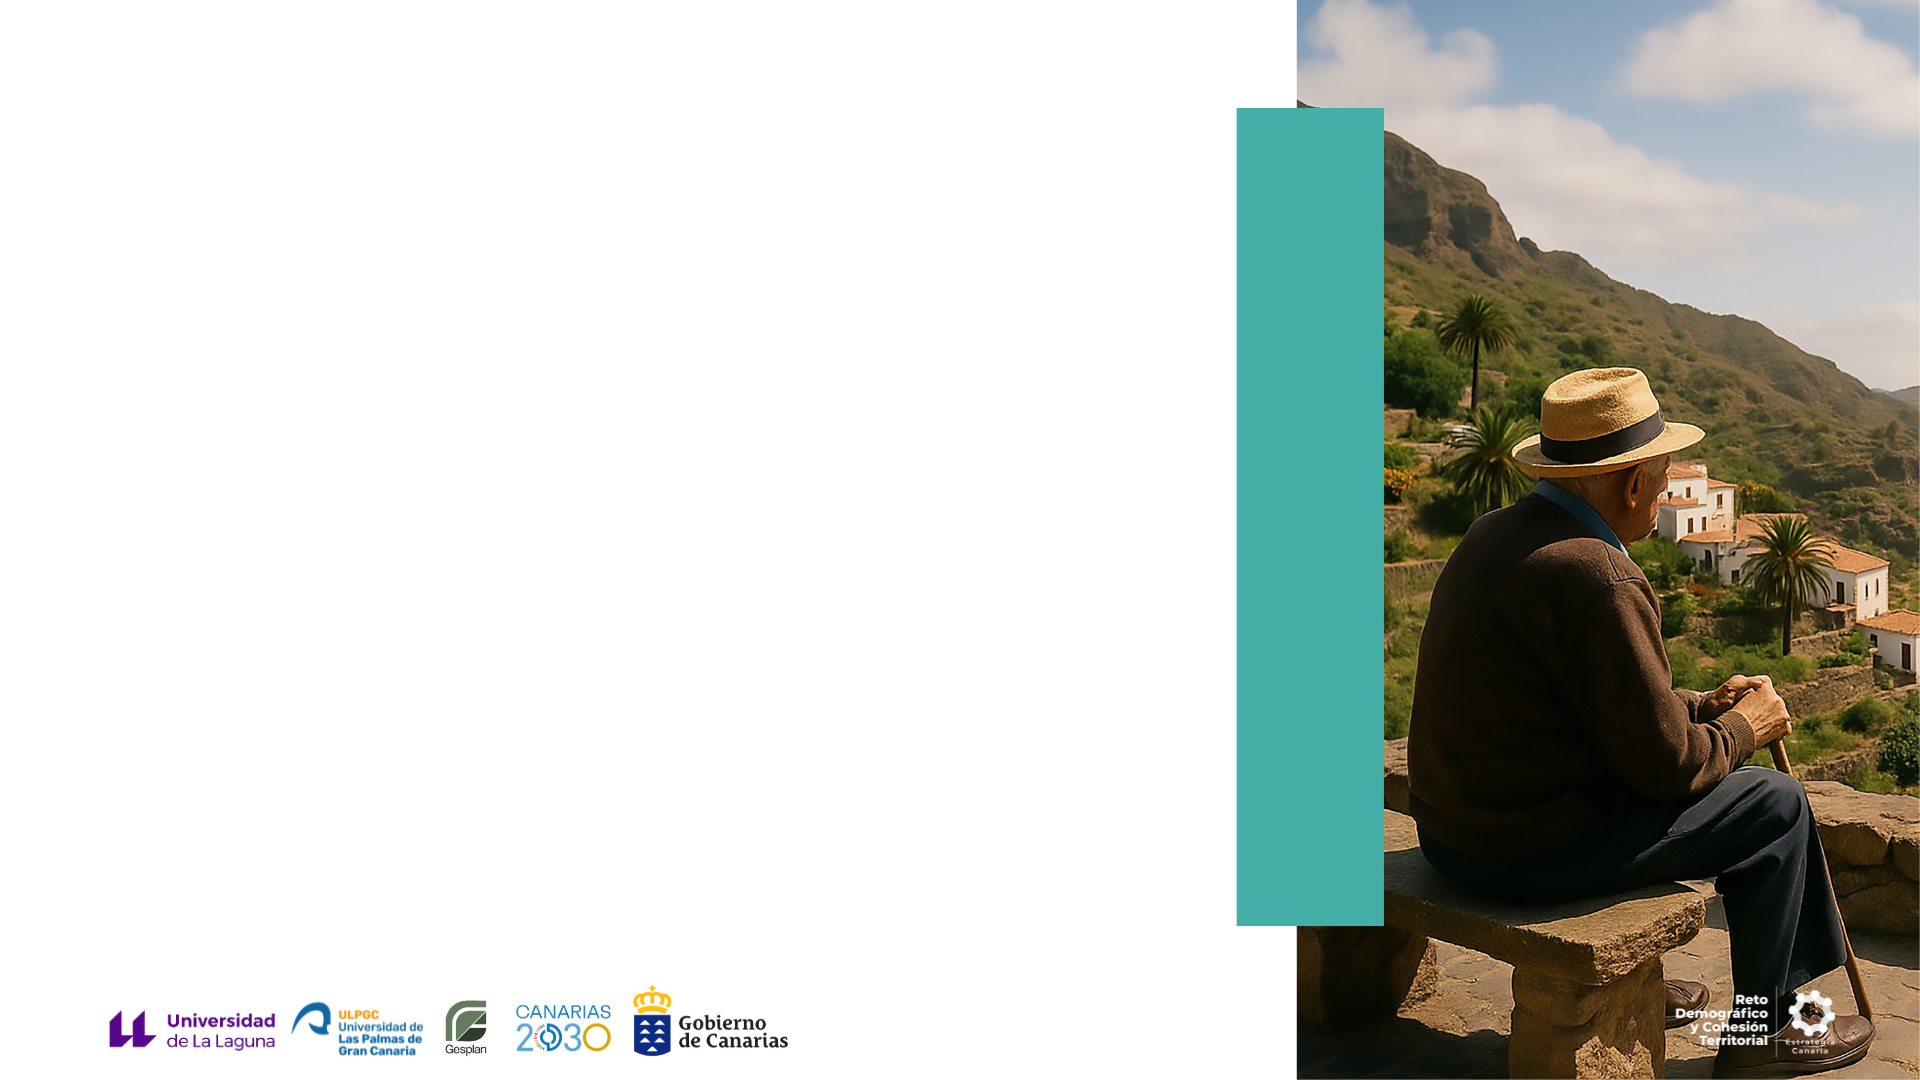 Universidad
de La Laguna
ULPGC
Universidad de
Las Palmas de
Gran Canaria
Gesplan
CANARIAS
2030
Gobierno
de Canarias
Reto
Demográfico
y Cohesión
Territorial
Estrategia
Canaria